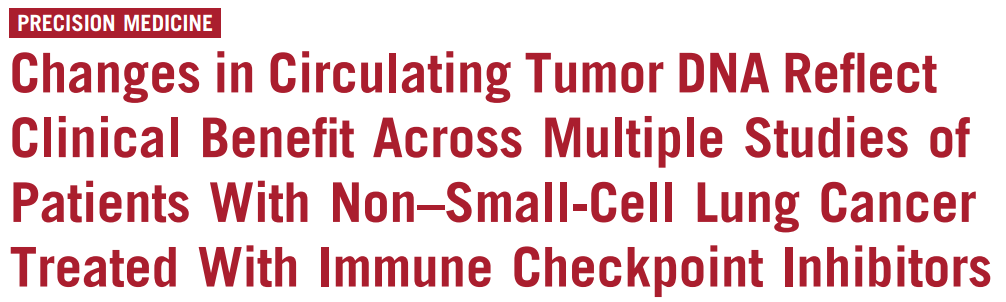 PRECISION MEDICINE
Changes in Circulating Tumor DNA Reflect
Clinical Benefit Across Multiple Studies of
Patients With Non–Small-Cell Lung Cancer
Treated With Immune Checkpoint Inhibitors